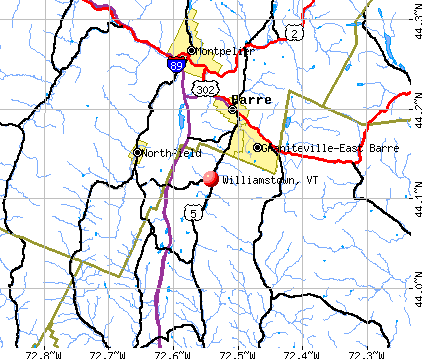 44.3°N
2
Montpelier
89
302
Barre
44.2°N
Graniteville-East Barre
Northfield
Williamstown, VT
44.1°N
5
44.0°N
72.8°W
72.7°W
72.6°W
72.5°W
72.4°W
72.3°W